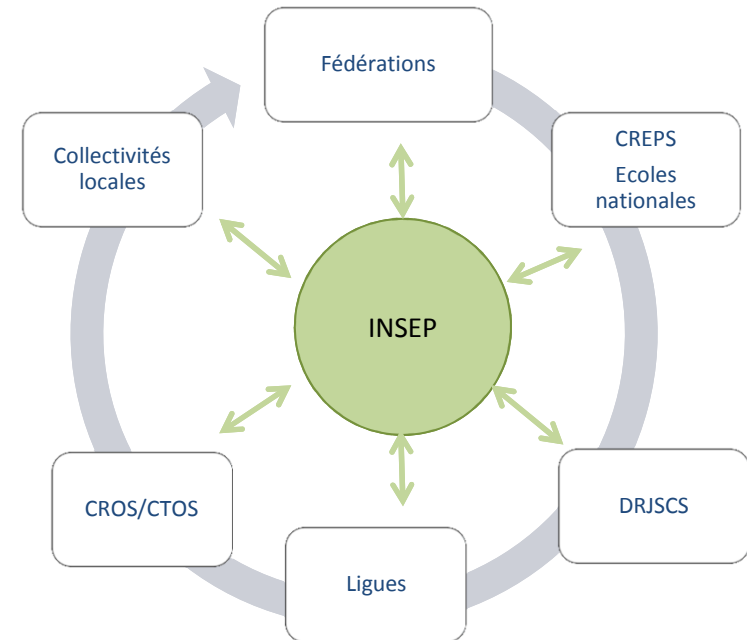 Fédérations
CREPS
Ecoles
nationales
Collectivités
locales
INSEP
CROS/CTOS
DRJSCS
Ligues